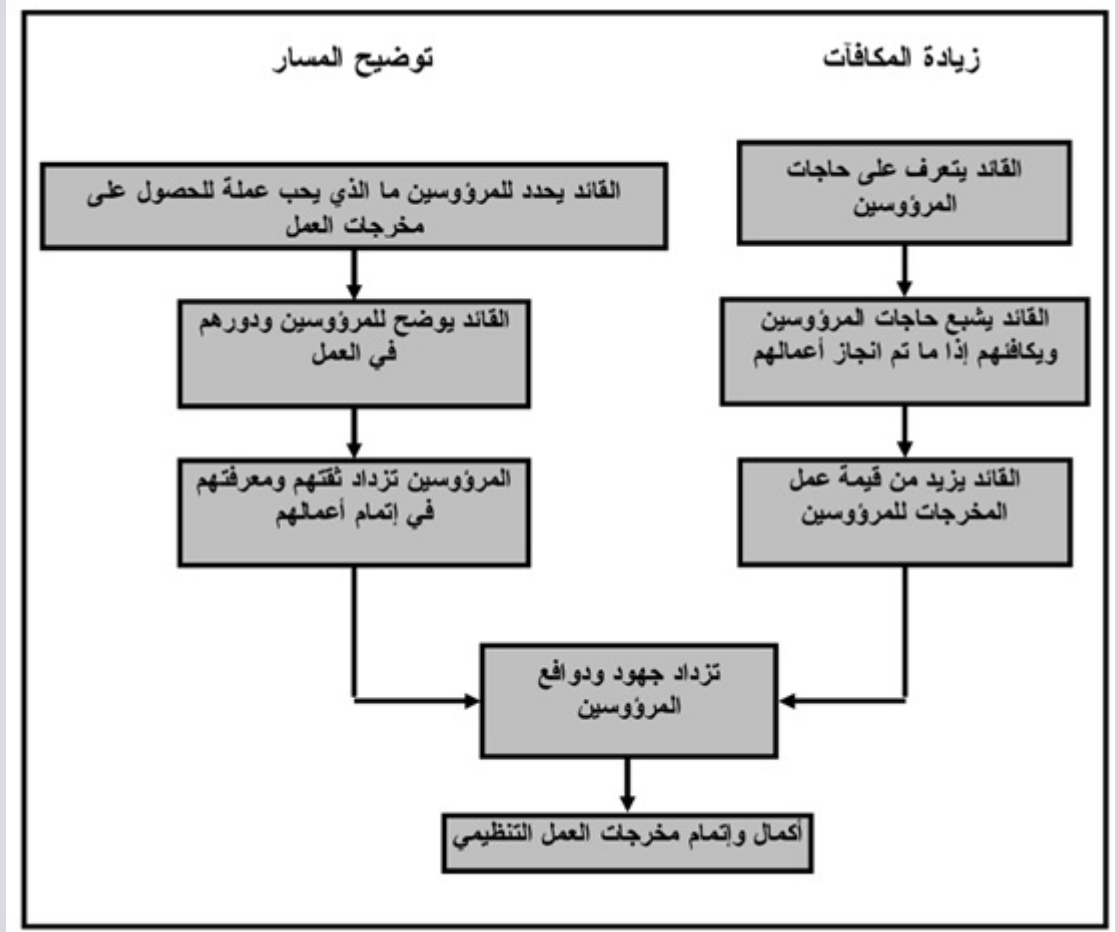 زيادة المكافآت
توضيح المسار
القائد يتعرف على حاجات
المرؤوسين
القائد يحدد للمرؤوسين ما الذي يحب عملة للحصول على
مخرجات العمل
القائد يشبع حاجات المرؤوسين
ويكافئهم إذا ما تم انجاز أعمالهم
القائد يوضح للمرؤوسين ودورهم
في العمل
القائد يزيد من قيمة عمل
المخرجات للمرؤوسين
المرؤوسين تزداد ثقتهم ومعرفتهم
في إتمام أعمالهم
تزداد جهود ودوافع
المرؤوسين
أكمال وإتمام مخرجات العمل التنظيمي